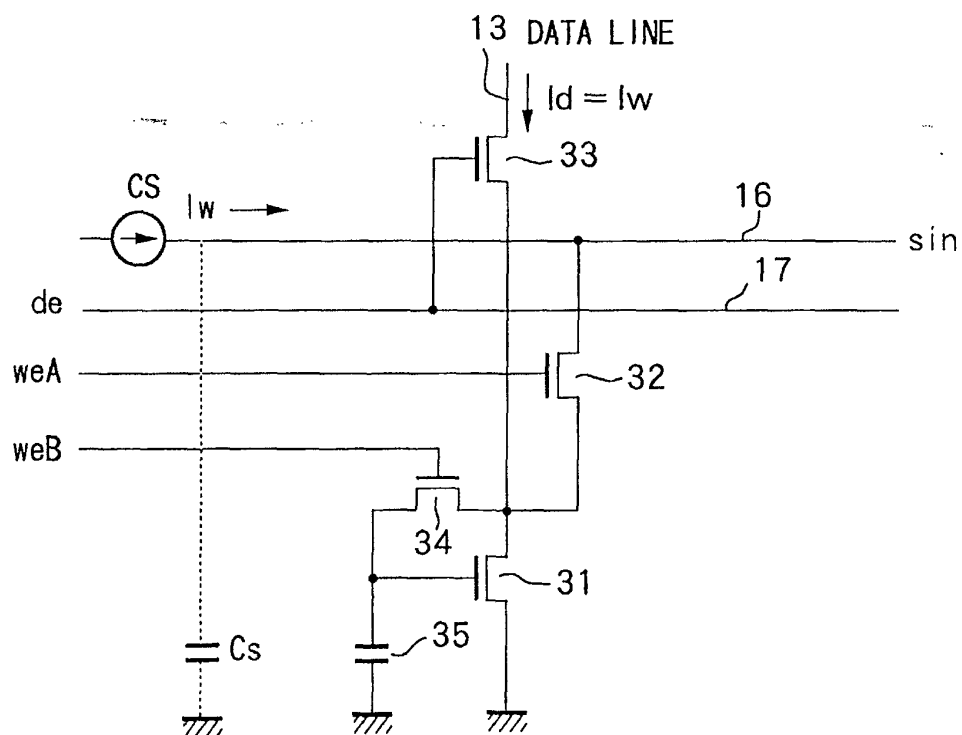 13 DATA LINE
Id = Iw
33
CS
Iw
16
sin
de
17
weA
32
weB
34
31
35
Cs